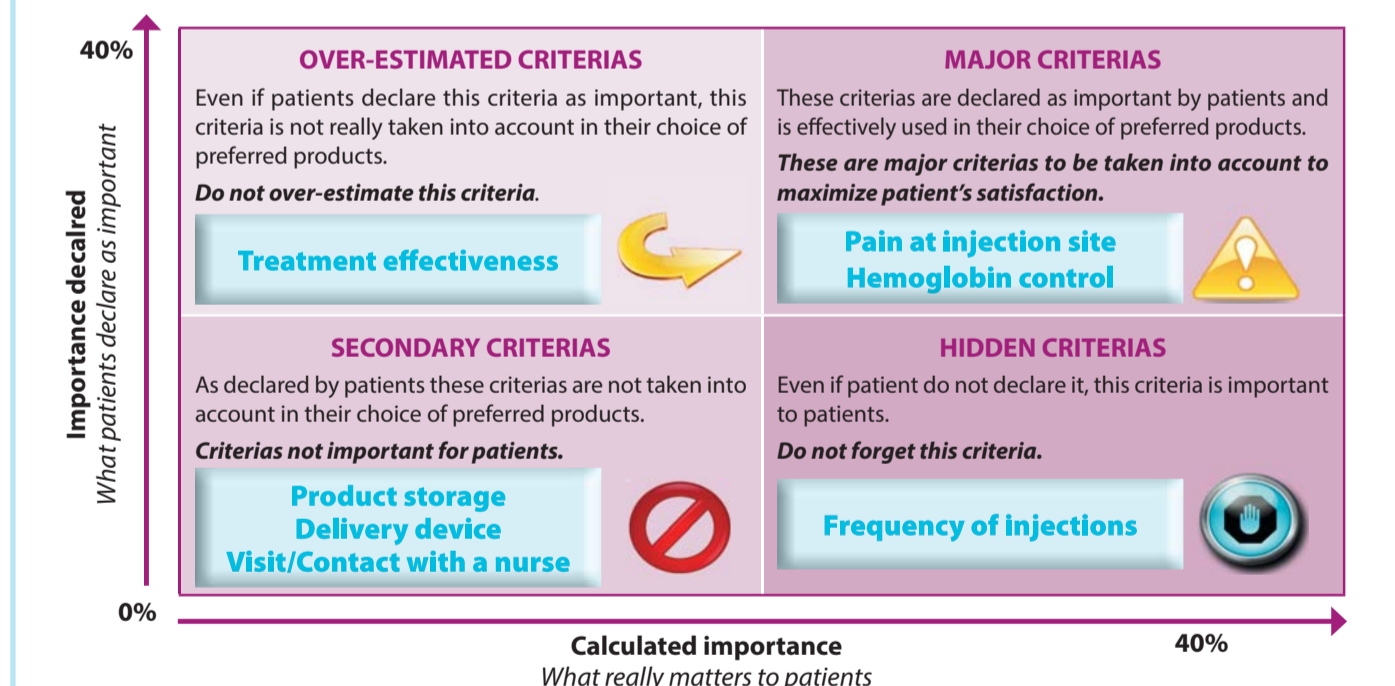 40%
Importance decalred
What patients declare as important
OVER-ESTIMATED CRITERIAS
Even if patients declare this criteria as important, this
criteria is not really taken into account in their choice of
preferred products.
Do not over-estimate this criteria.
Treatment effectiveness
MAJOR CRITERIAS
These criterias are declared as important by patients and
is effectively used in their choice of preferred products.
These are major criterias to be taken into account to
maximize patient’s satisfaction.
Pain at injection site
Hemoglobin control
SECONDARY CRITERIAS
As declared by patients these criterias are not taken into
account in their choice of preferred products.
Criterias not important for patients.
Product storage
Delivery device
Visit/Contact with a nurse
HIDDEN CRITERIAS
Even if patient do not declare it, this criteria is important
to patients.
Do not forget this criteria.
Frequency of injections
0%
Calculated importance
40%
What really matters to patients